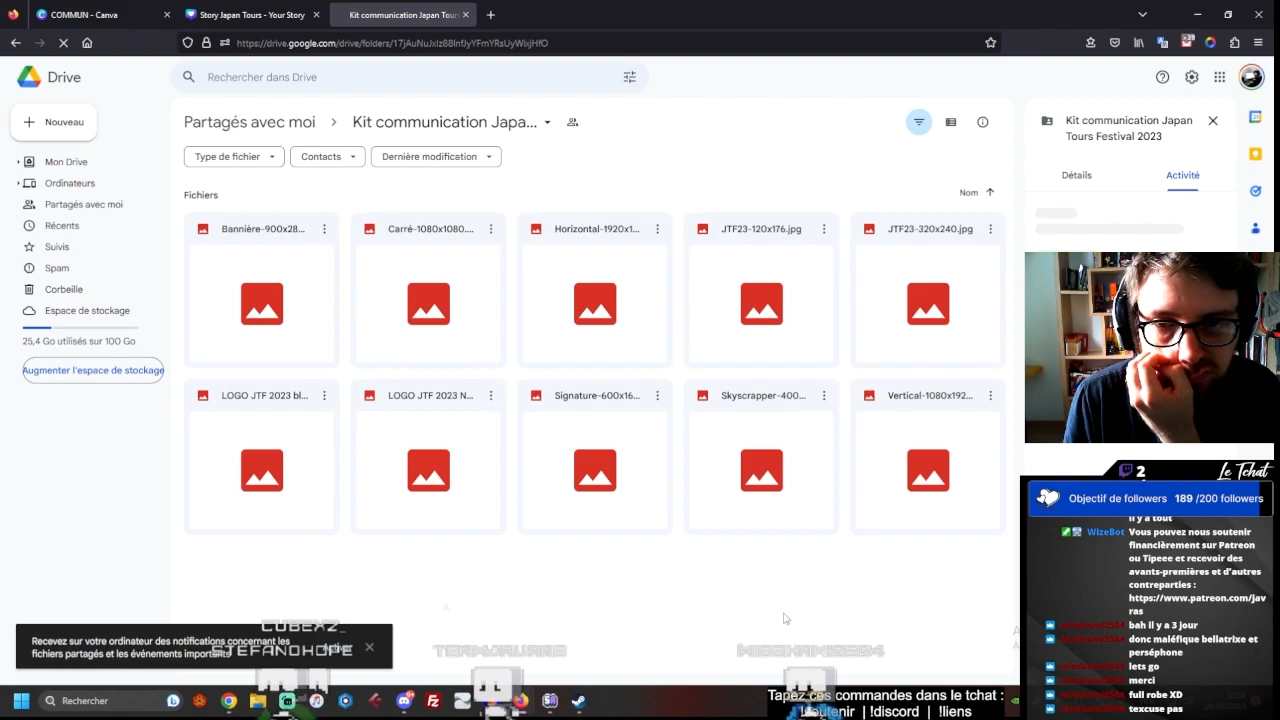 COMMUN - Canva
Story Japan Tours - Your Story
Kit communication Japan Tours
https://drive.google.com/drive/folders/
Drive
Rechercher dans Drive
Nouveau
Partagés avec moi
Kit communication Japa...
Kit communication Japan
Tours Festival 2023
Type de fichier
Contacts
Dernière modification
Détails
Activité
Mon Drive
Ordinateurs
Partagés avec moi
Récents
Suivis
Spam
Corbeille
Espace de stockage
25,4 Go utilisés sur 100 Go
Augmenter l'espace de stockage
Fichiers
Nom
Bannière-900x28...
Carré-1080x1080....
Horizontal-1920x1...
JTF23-120x176.jpg
JTF23-320x240.jpg
LOGO JTF 2023 bl...
LOGO JTF 2023 N...
Signature-600x16...
Skyscrapper-400...
Vertical-1080x192...
2
Le Tchat
Objectif de followers 189 /200 followers
il y a tout
WizeBot Vous pouvez nous soutenir
financièrement sur Patreon
ou Tipeee et recevoir des
avants-premières et d'autres
contreparties :
https://www.patreon.com/jav
ras
bah il y a 3 jour
donc maléfique bellatrixe et
perséphone
lets go
merci
full robe XD
texcuse pas
Recevez sur votre ordinateur des notifications concernant les
fichiers partagés et les événements importants
CUBEXZ_
STEFANOHOTE
Rechercher
Tapez ces commandes dans le tchat :
!soutenir | !discord | !liens